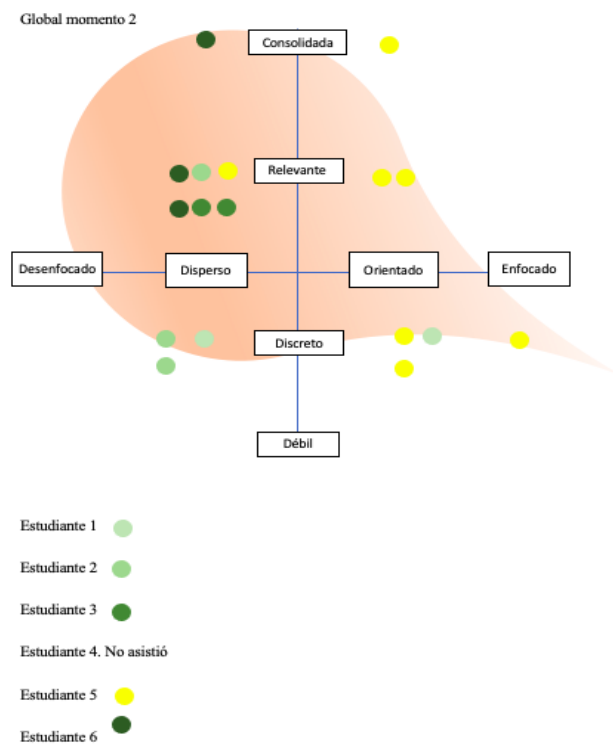 Global momento 2
Consolidada
Relevante
Desenfocado
Disperso
Orientado
Enfocado
Discreto
Débil
Estudiante 1
Estudiante 2
Estudiante 3
Estudiante 4. No asistió
Estudiante 5
Estudiante 6